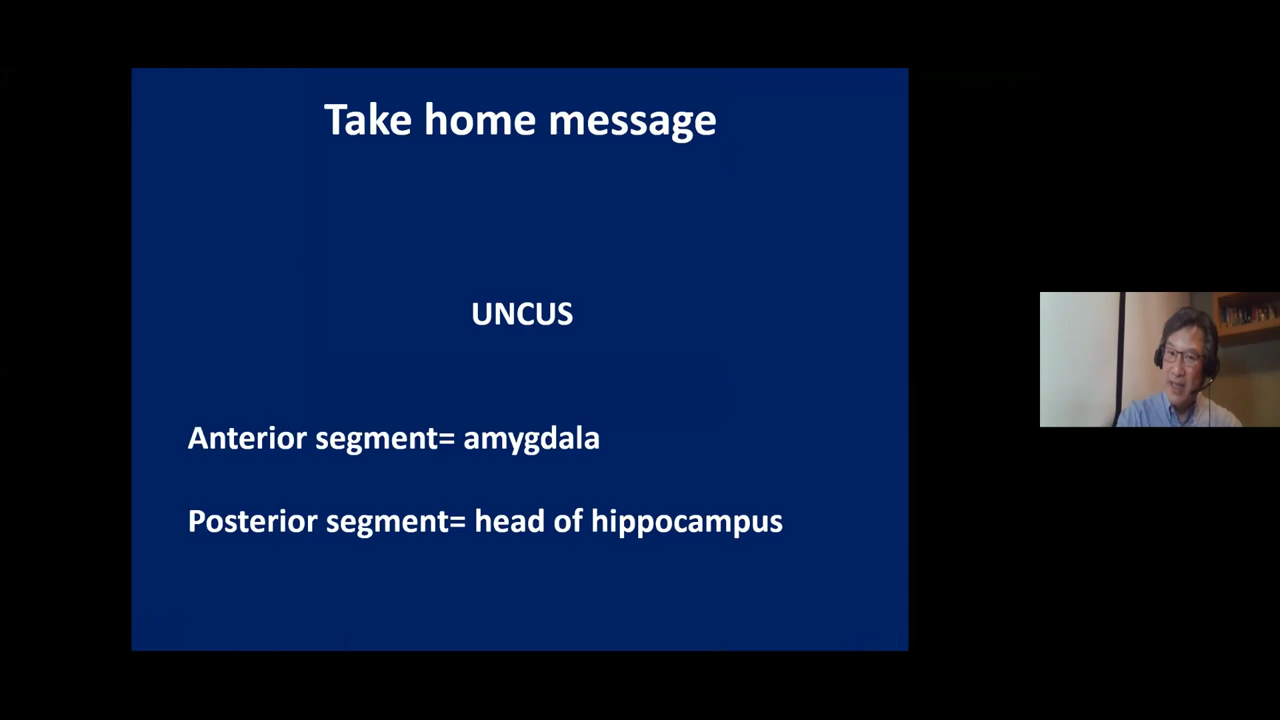 Take home message
UNCUS
Anterior segment= amygdala
Posterior segment= head of hippocampus